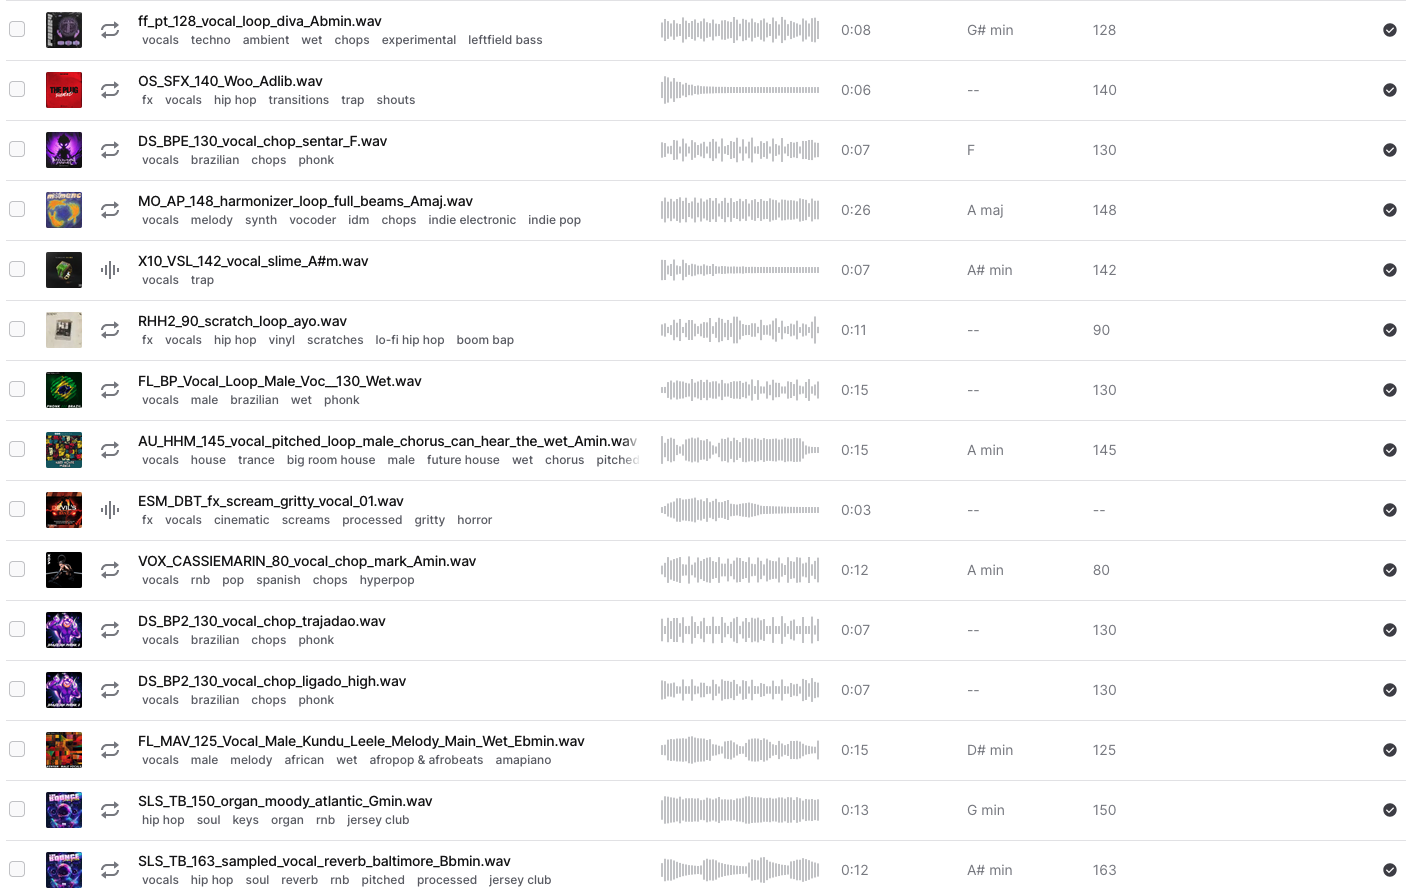 ff_pt_128_vocal_loop_diva_Abmin.wav
vocals techno ambient wet chops experimental leftfield bass
0:08 G# min 128
THE PLUG
OS_SFX_140_Woo_Adlib.wav
fx vocals hip hop transitions trap shouts
0:06 -- 140
DS_BPE_130_vocal_chop_sentar_F.wav
vocals brazilian chops phonk
0:07 F 130
MO_AP_148_harmonizer_loop_full_beams_Amaj.wav
vocals melody synth vocoder idm chops indie electronic indie pop
0:26 A maj 148
X10_VSL_142_vocal_slime_A#m.wav
vocals trap
0:07 A# min 142
RHH2_90_scratch_loop_ayo.wav
fx vocals hip hop vinyl scratches lo-fi hip hop boom bap
0:11 -- 90
FL_BP_Vocal_Loop_Male_Voc__130_Wet.wav
vocals male brazilian wet phonk
0:15 -- 130
AU_HHM_145_vocal_pitched_loop_male_chorus_can_hear_the_wet_Amin.wav
vocals house trance big room house male future house wet chorus pitched
0:15 A min 145
ESM_DBT_fx_scream_gritty_vocal_01.wav
fx vocals cinematic screams processed gritty horror
0:03 -- --
VOX_CASSIEMARIN_80_vocal_chop_mark_Amin.wav
vocals rnb pop spanish chops hyperpop
0:12 A min 80
DS_BP2_130_vocal_chop_trajadao.wav
vocals brazilian chops phonk
0:07 -- 130
DS_BP2_130_vocal_chop_ligado_high.wav
vocals brazilian chops phonk
0:07 -- 130
FL_MAV_125_Vocal_Male_Kundu_Leele_Melody_Main_Wet_Ebmin.wav
vocals male melody african wet afropop & afrobeats amapiano
0:15 D# min 125
BOUNCE
SLS_TB_150_organ_moody_atlantic_Gmin.wav
hip hop soul keys organ rnb jersey club
0:13 G min 150
BOUNCE
SLS_TB_163_sampled_vocal_reverb_baltimore_Bbmin.wav
vocals hip hop soul reverb rnb pitched processed jersey club
0:12 A# min 163